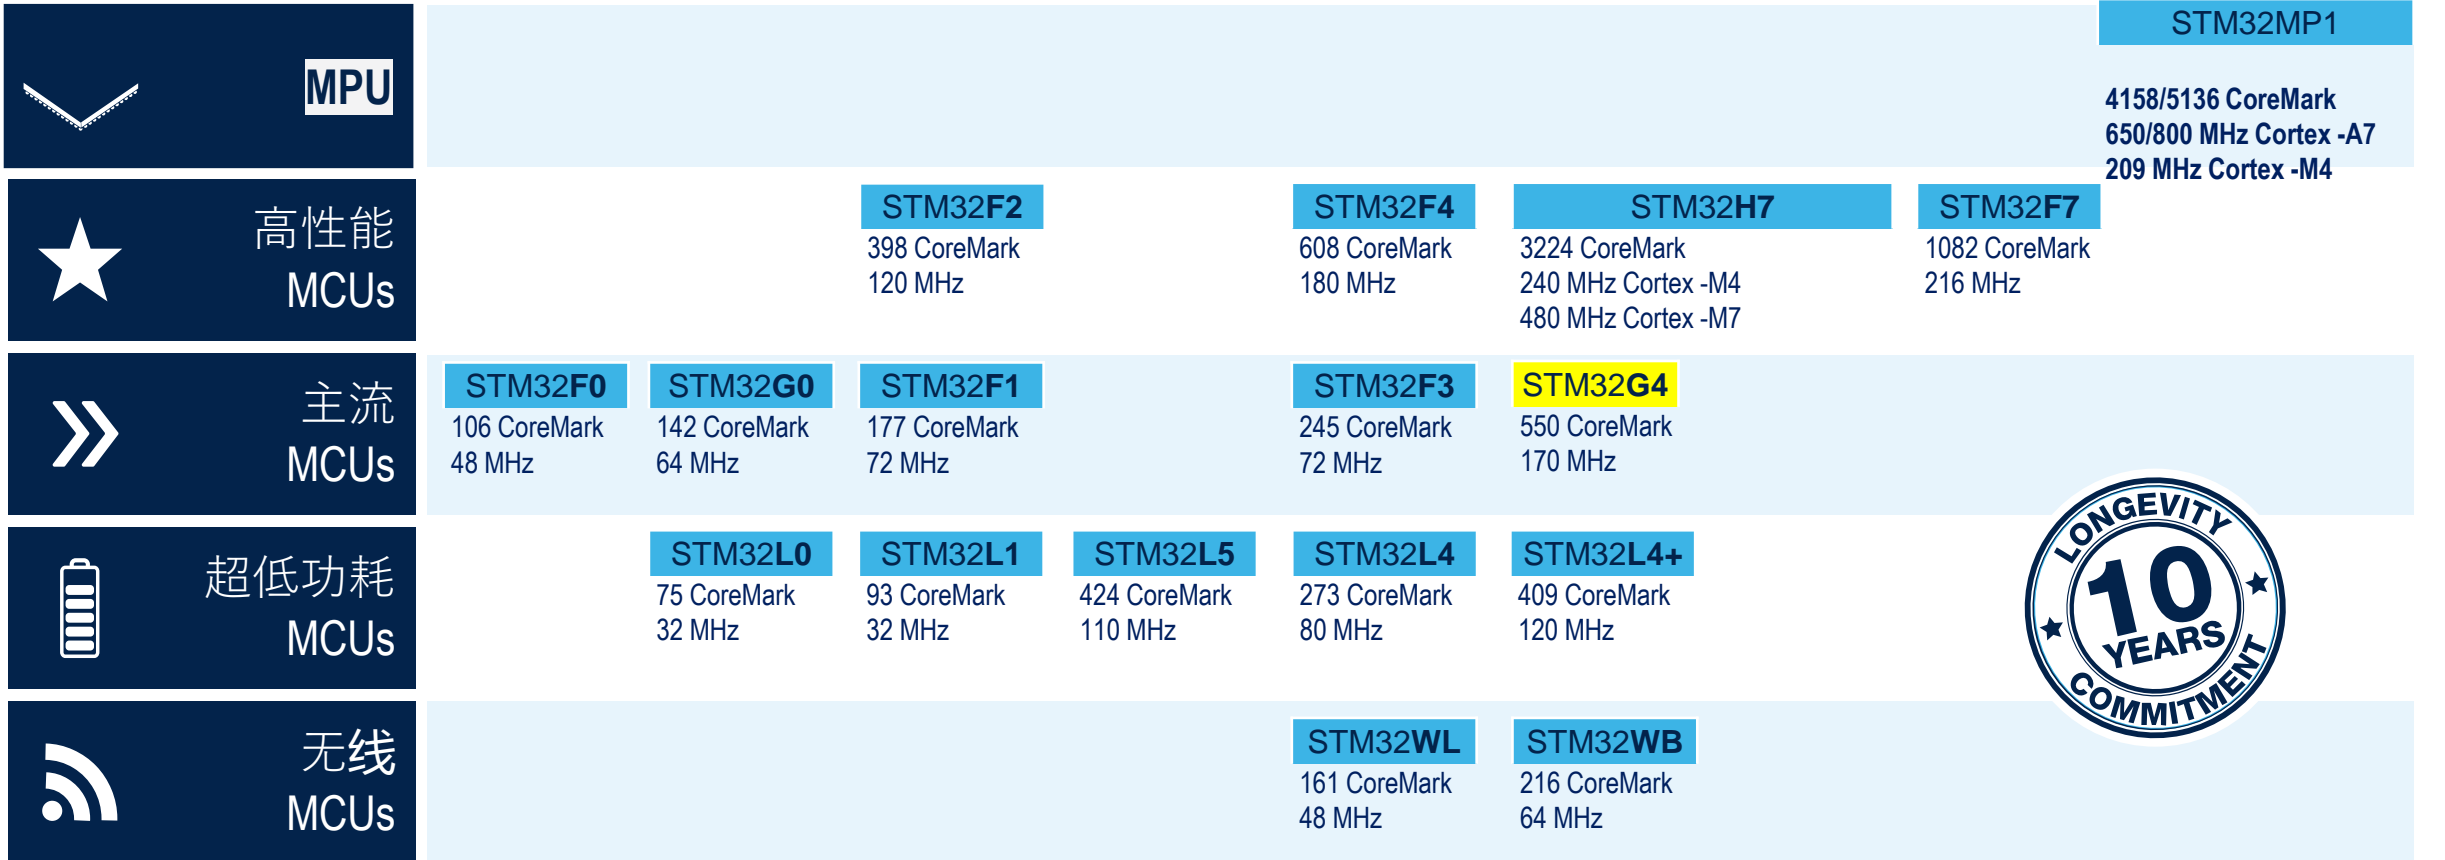 MPU
STM32MP1
4158/5136 CoreMark
650/800 MHz Cortex -A7
209 MHz Cortex -M4
高性能
MCUs
STM32F2
398 CoreMark
120 MHz
STM32F4
608 CoreMark
180 MHz
STM32H7
3224 CoreMark
240 MHz Cortex -M4
480 MHz Cortex -M7
STM32F7
1082 CoreMark
216 MHz
主流
MCUs
STM32F0
106 CoreMark
48 MHz
STM32G0
142 CoreMark
64 MHz
STM32F1
177 CoreMark
72 MHz
STM32F3
245 CoreMark
72 MHz
STM32G4
550 CoreMark
170 MHz
超低功耗
MCUs
STM32L0
75 CoreMark
32 MHz
STM32L1
93 CoreMark
32 MHz
STM32L5
424 CoreMark
110 MHz
STM32L4
273 CoreMark
80 MHz
STM32L4+
409 CoreMark
120 MHz
LONGEVITY
10
YEARS
COMMITMENT
无线
MCUs
STM32WL
161 CoreMark
48 MHz
STM32WB
216 CoreMark
64 MHz